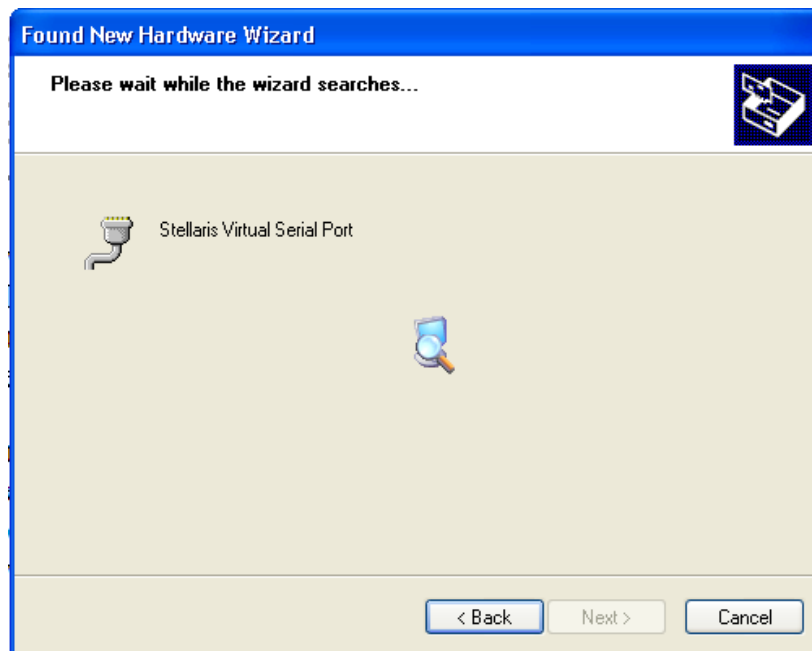 Found New Hardware Wizard
Please wait while the wizard searches...
Stellaris Virtual Serial Port
< Back
Next >
Cancel